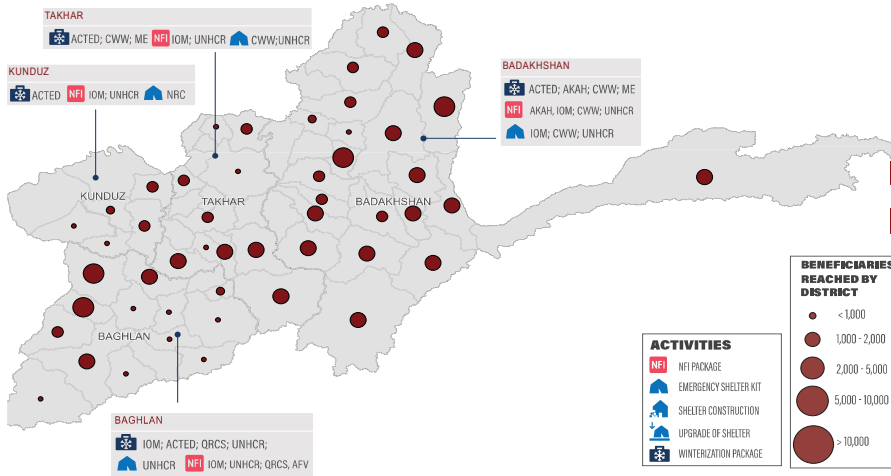 TAKHAR
ACTED; CWW; ME NFI IOM; UNHCR CWW;UNHCR
KUNDUZ
ACTED NFI IOM; UNHCR NRC
BADAKHSHAN
ACTED; AKAH; CWW; ME
NFI AKAH, IOM; CWW; UNHCR
IOM; CWW; UNHCR
KUNDUZ
TAKHAR
BADAKHSHAN
BAGHLAN
BAGHLAN
IOM; ACTED; QRCS; UNHCR;
UNHCR NFI IOM; UNHCR; QRCS, AFV
ACTIVITIES
NFI NFI PACKAGE
EMERGENCY SHELTER KIT
SHELTER CONSTRUCTION
UPGRADE OF SHELTER
WINTERIZATION PACKAGE
BENEFICIARIES
REACHED BY
DISTRICT
<1,000
1,000 - 2,000
2,000 - 5,000
5,000 - 10,000
> 10,000